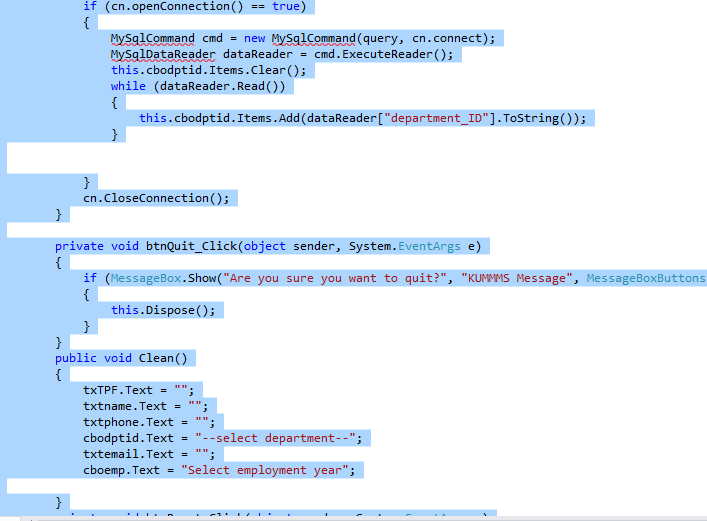 if (cn.openConnection() == true)
{
MySqlCommand cmd = new MySqlCommand(query, cn.connect);
MySqlDataReader dataReader = cmd.ExecuteReader();
this.cbodptid.Items.Clear();
while (dataReader.Read())
{
this.cbodptid.Items.Add(dataReader["department_ID"].ToString());
}
}
cn.CloseConnection();
}
private void btnQuit_Click(object sender, System.EventArgs e)
{
if (MessageBox.Show("Are you sure you want to quit?", "KUMMMS Message", MessageBoxButtons
{
this.Dispose();
}
}
public void Clean()
{
txTPF.Text = "";
txtname.Text = "";
txtphone.Text = "";
cbodptid.Text = "--select department--";
txtemail.Text = "";
cboemp.Text = "Select employment year";
}